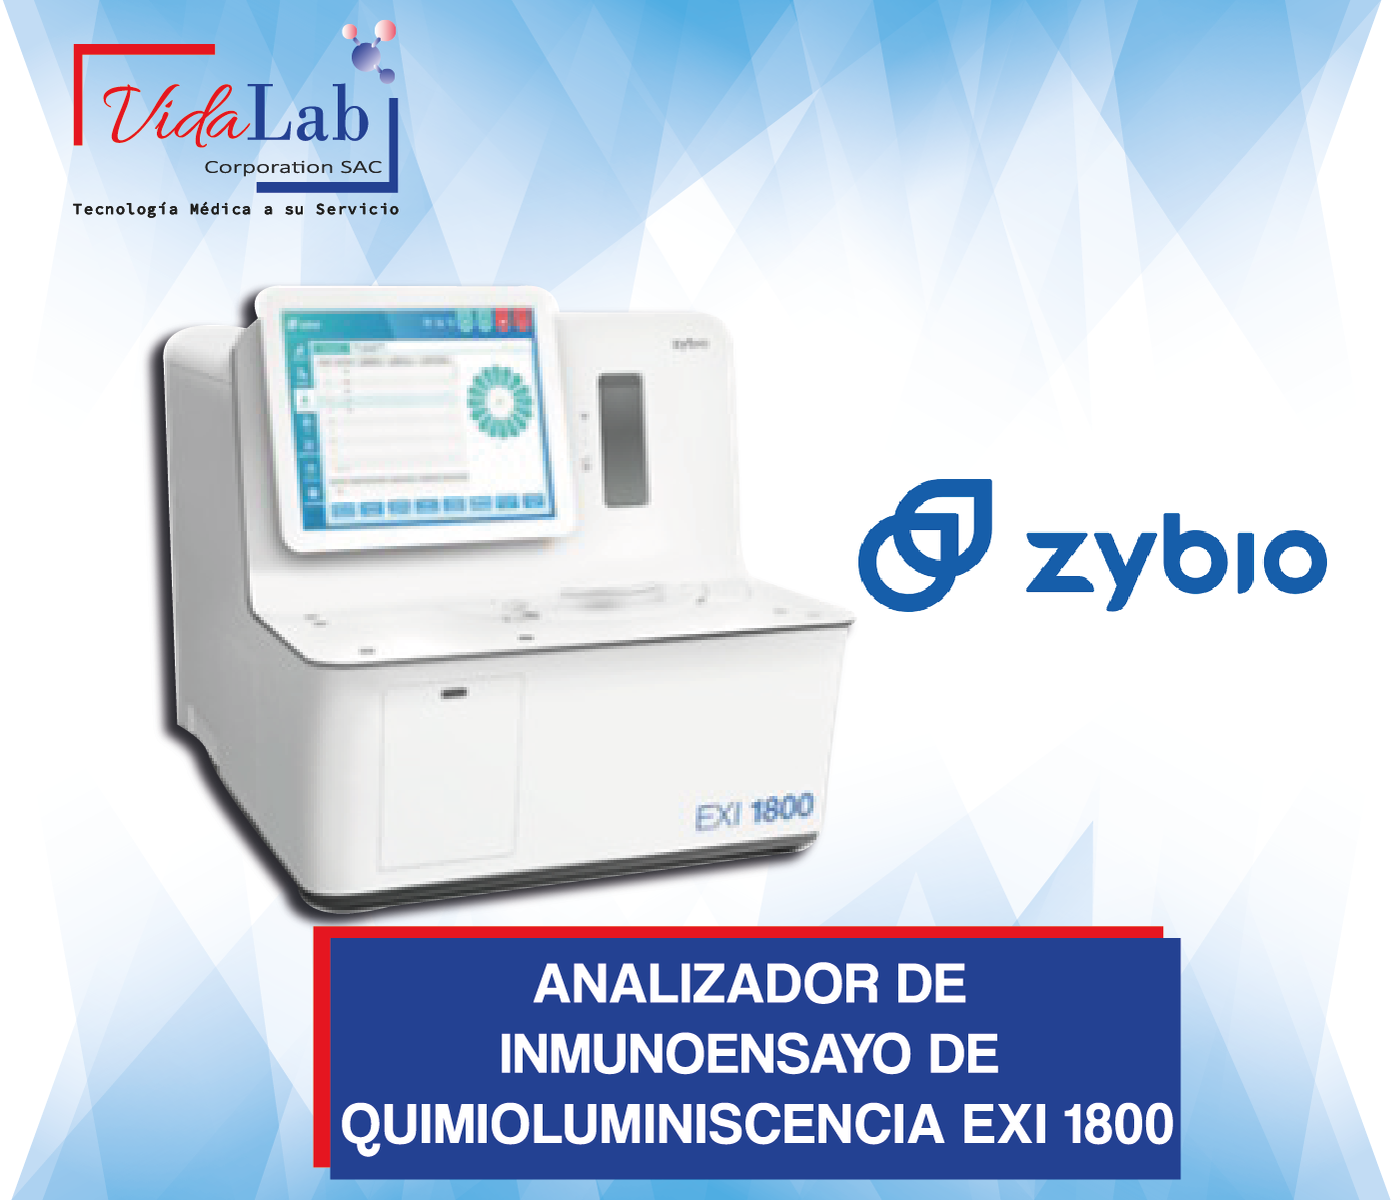 VidaLab
Corporation SAC
Tecnología Médica a su Servicio
zybio
zybio
EXI 1800
ANALIZADOR DE
INMUNOENSAYO DE
QUIMIOLUMINISCENCIA EXI 1800